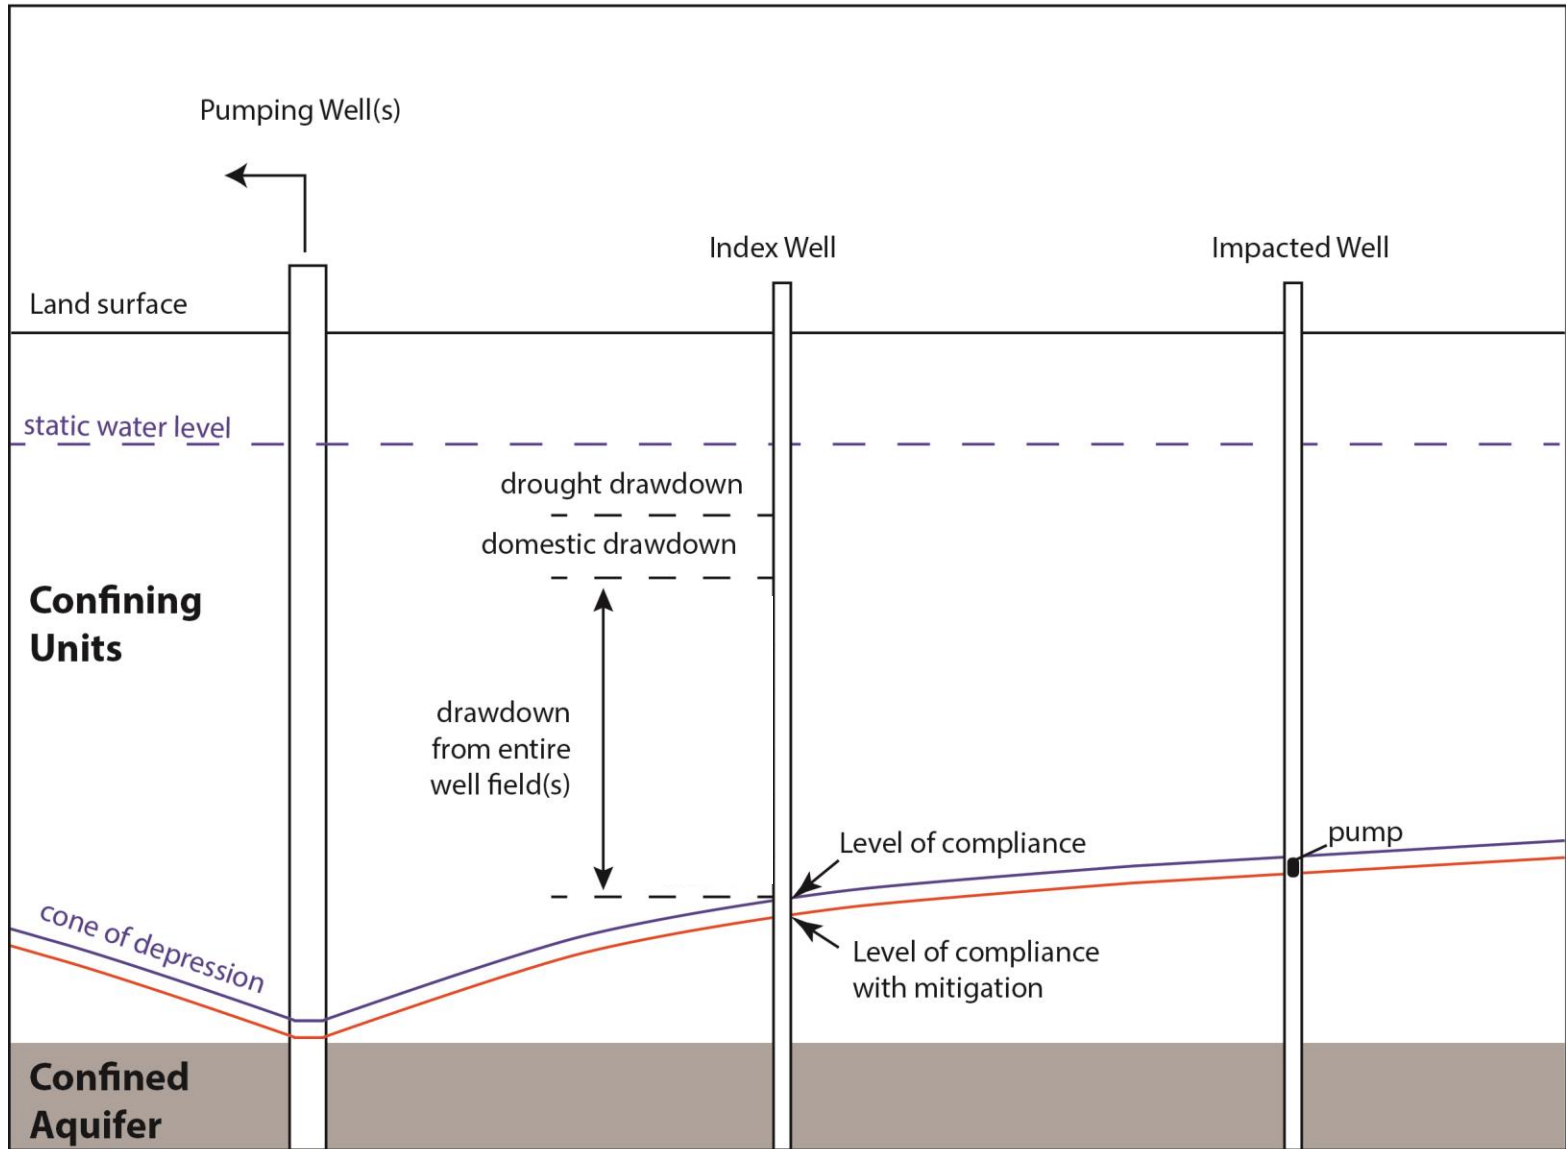 Pumping Well(s)
Index Well
Impacted Well
Land surface
static water level
drought drawdown
domestic drawdown
Confining
Units
drawdown
from entire
well field(s)
Level of compliance
pump
cone of depression
Level of compliance
with mitigation
Confined
Aquifer